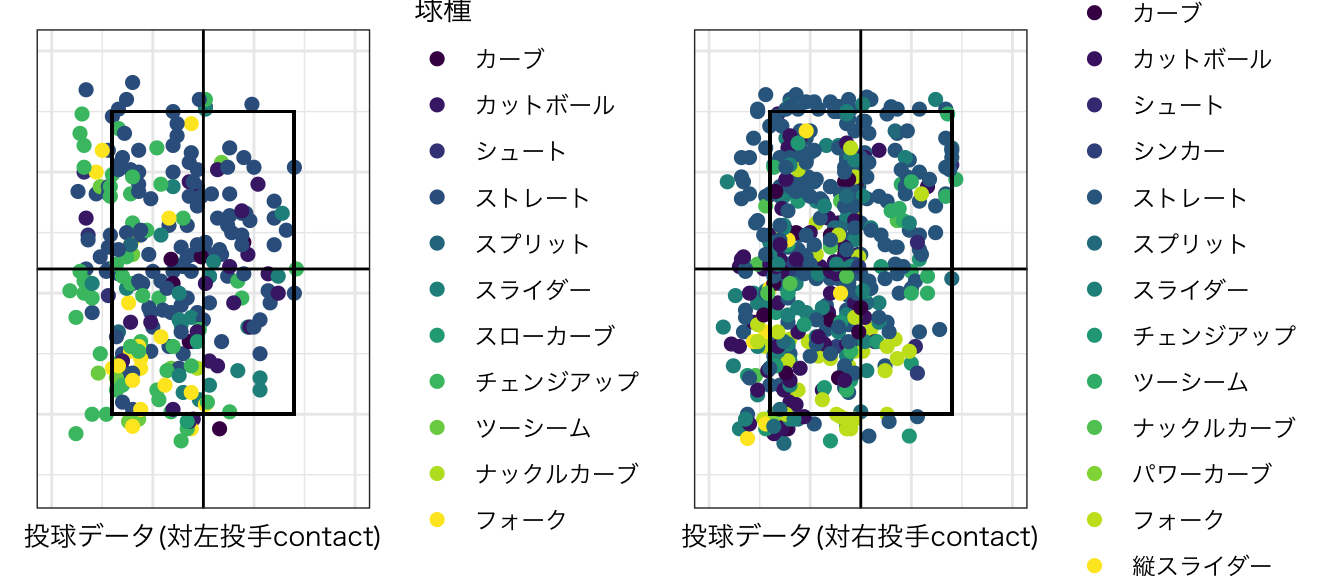 球種
カーブ
カットボール
シュート
シンカー
ストレート
スプリット
スライダー
スローカーブ
チェンジアップ
ツーシーム
ナックルカーブ
フォーク
投球データ(対左投手contact)
カーブ
カットボール
シュート
シンカー
ストレート
スプリット
スライダー
チェンジアップ
ツーシーム
ナックルカーブ
パワーカーブ
フォーク
縦スライダー
投球データ(対右投手contact)